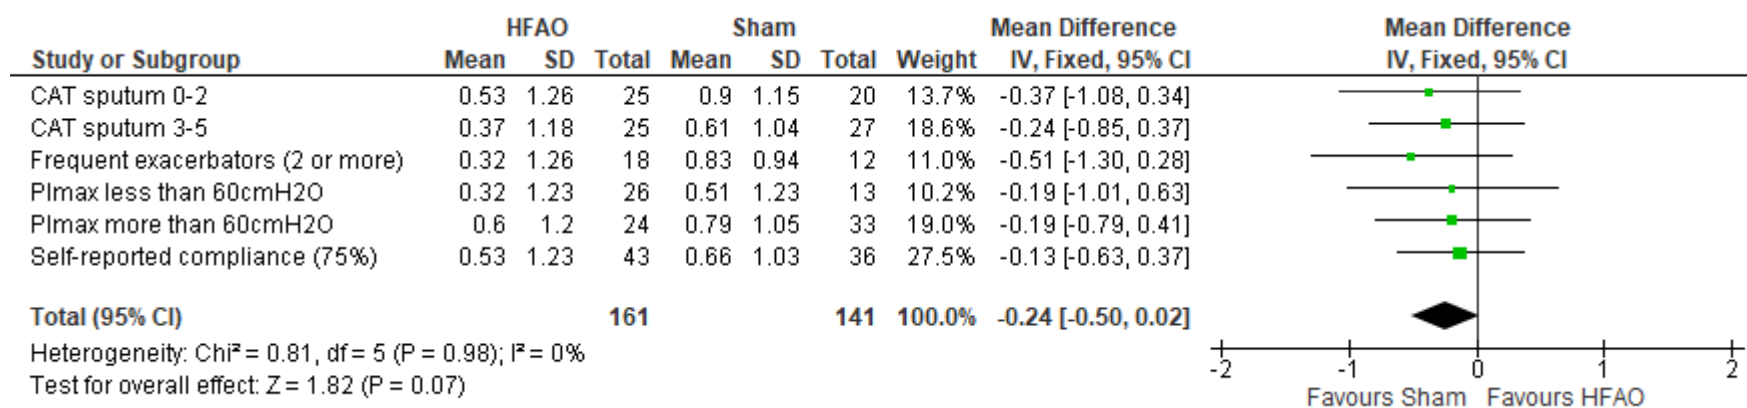 HFAO Sham Mean Difference Mean Difference
Study or Subgroup Mean SD Total Mean SD Total Weight IV, Fixed, 95% CI IV, Fixed, 95% CI
CAT sputum 0-2 0.53 1.26 25 0.9 1.15 20 13.7% -0.37 [-1.08, 0.34]
CAT sputum 3-5 0.37 1.18 25 0.61 1.04 27 18.6% -0.24 [-0.85, 0.37]
Frequent exacerbators (2 or more) 0.32 1.26 18 0.83 0.94 12 11.0% -0.51 [-1.30, 0.28]
PImax less than 60cmH2O 0.32 1.23 26 0.51 1.23 13 10.2% -0.19 [-1.01, 0.63]
PImax more than 60cmH2O 0.6 1.2 24 0.79 1.05 33 19.0% -0.19 [-0.79, 0.41]
Self-reported compliance (75%) 0.53 1.23 43 0.66 1.03 36 27.5% -0.13 [-0.63, 0.37]
Total (95% CI) 161 141 100.0% -0.24 [-0.50, 0.02]
Heterogeneity: Chi² = 0.81, df = 5 (P = 0.98); I² = 0%
Test for overall effect: Z = 1.82 (P = 0.07)
-2 -1 0 1 2
Favours Sham Favours HFAO